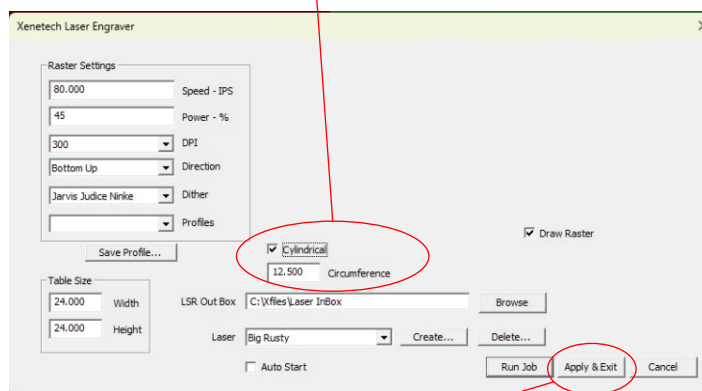 Xenetech Laser Engraver
Raster Settings
80.000 Speed - IPS
45 Power - %
300 DPI
Bottom Up Direction
Jarvis Judice Ninke Dither
Profiles
Draw Raster
Save Profile...
Cylindrical
12.500 Circumference
Table Size
24.000 Width
LSR Out Box C:\Xfiles\Laser InBox Browse
24.000 Height
Laser Big Rusty Create... Delete...
Auto Start
Run Job Apply & Exit Cancel